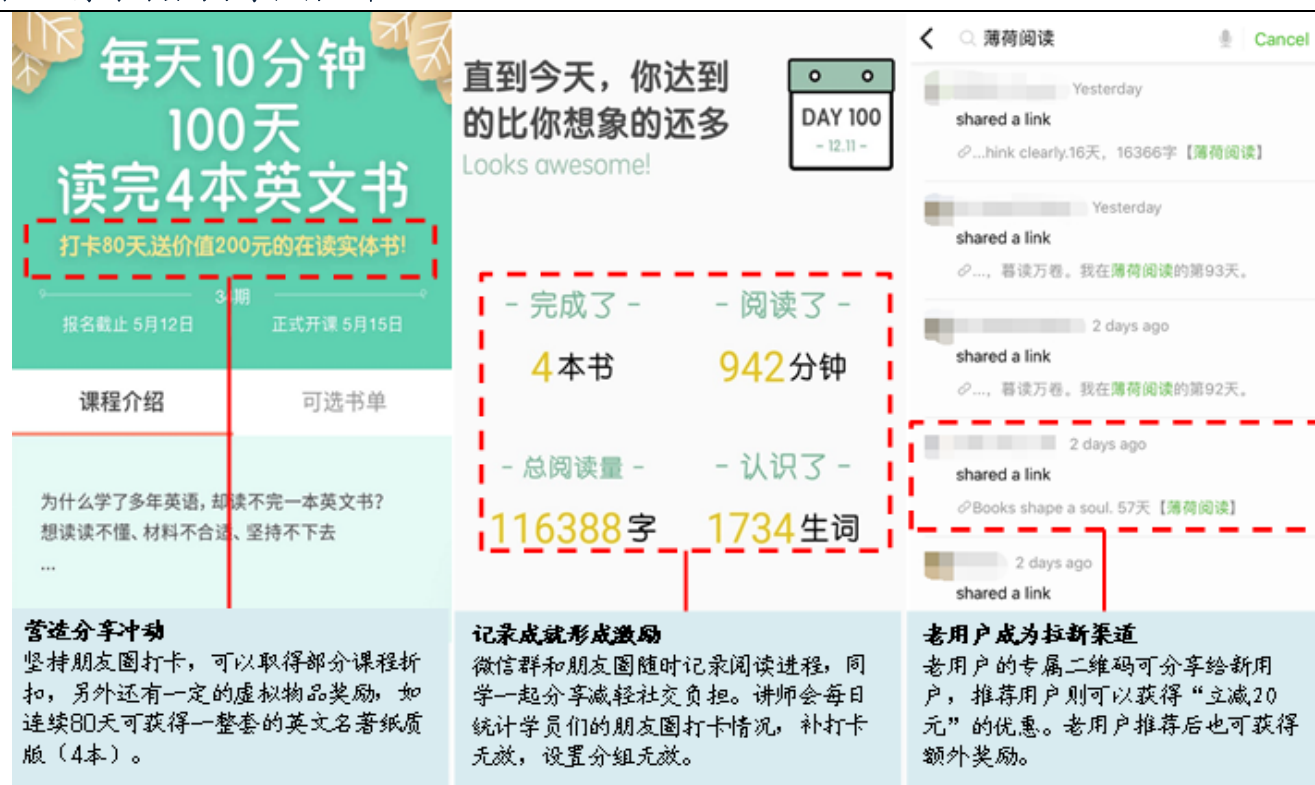 每天10分钟
100天
读完4本英文书
打卡80天,送价值200元的在读实体书!
期
报名截止 5月12日
正式开课 5月15日
课程介绍
可选书单
为什么学了多年英语,却读不完一本英文书?
想读读不懂、材料不合适、坚持不下去
...
营造分享冲动
坚持朋友圈打卡，可以取得部分课程折
扣，另外还有一定的虚拟物品奖励，如
连续80天可获得一整套的英文名著纸质
版（4本）。
直到今天，你达到
的比你想象的还多
Looks awesome!
DAY 100
- 12.11 -
- 完成了 -
4本书
- 阅读了 -
942分钟
- 总阅读量 -
116388字
- 认识了 -
1734生词
记录成就形成激励
微信群和朋友圈随时记录阅读进程，同
学一起分享减轻社交负担。讲师会每日
统计学员们的朋友圈打卡情况，补打卡
无效，设置分组无效。
薄荷阅读
Cancel
Yesterday
shared a link
...hink clearly.16天，16366字【薄荷阅读】
Yesterday
shared a link
...，暮读万卷。我在薄荷阅读的第93天。
2 days ago
shared a link
...，暮读万卷。我在薄荷阅读的第92天。
2 days ago
shared a link
Books shape a soul. 57天【薄荷阅读】
2 days ago
shared a link
老用户成为拉新渠道
老用户的专属二维码可分享给新用
户，推荐用户则可以获得“立减20
元”的优惠。老用户推荐后也可获得
额外奖励。